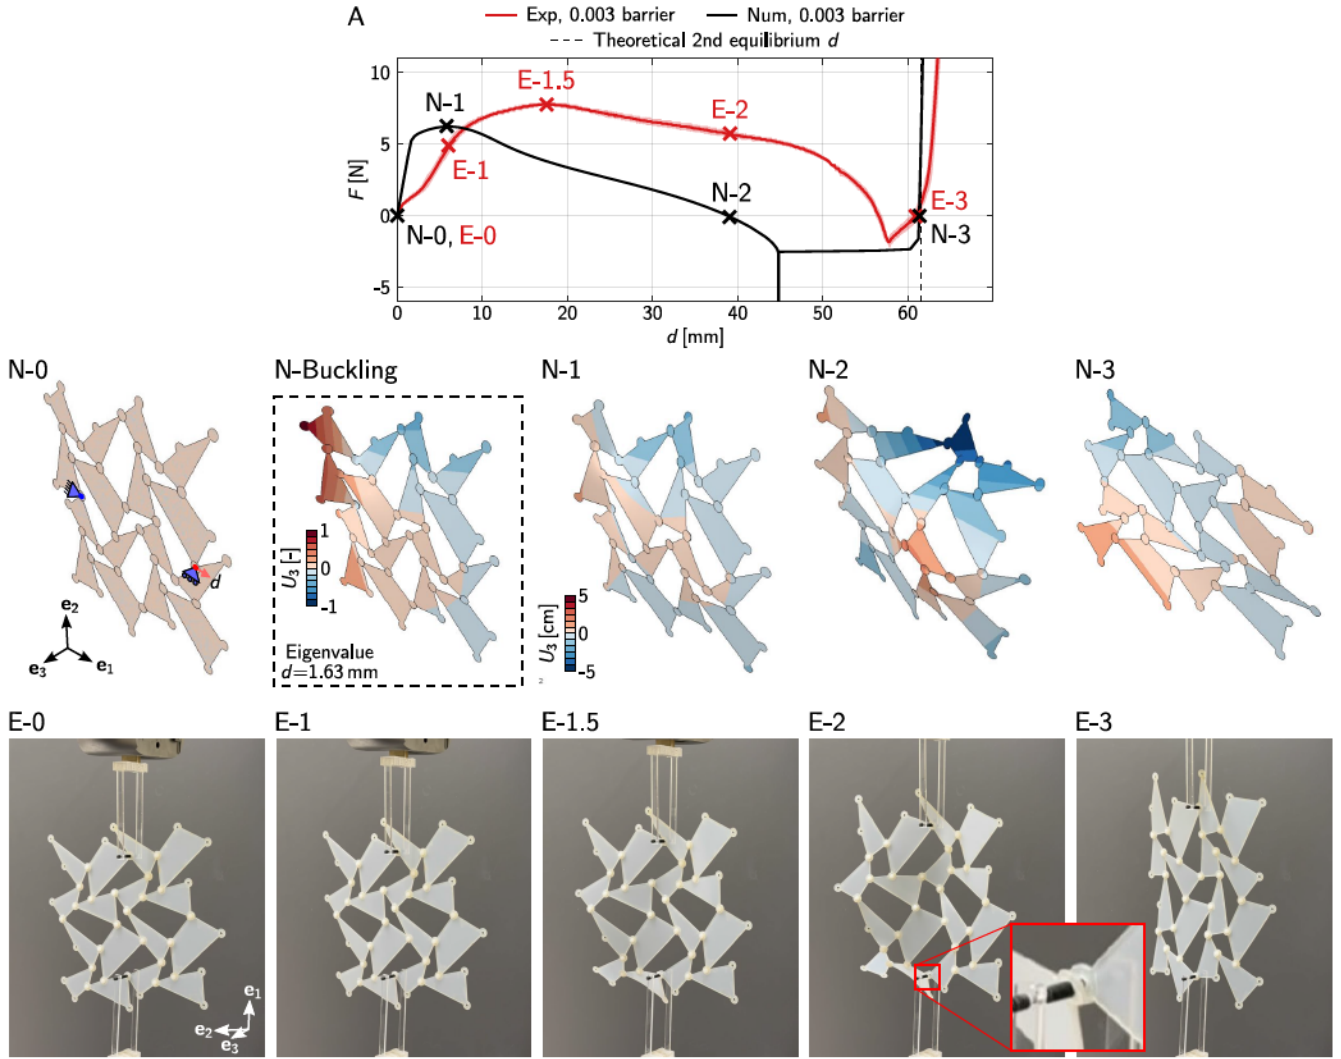 A
Exp, 0.003 barrier
Num, 0.003 barrier
Theoretical 2nd equilibrium d
10
5
0
-5
F [N]
N-1
E-1
E-1.5
E-2
N-2
E-3
N-3
N-0, E-0
0
10
20
30
40
50
60
d [mm]
N-0
N-Buckling
N-1
N-2
N-3
d
e2
e3
e1
U3 [-]
1
0
-1
Eigenvalue
d=1.63 mm
U3 [cm]
5
0
-5
2
E-0
E-1
E-1.5
E-2
E-3
e1
e2
e3